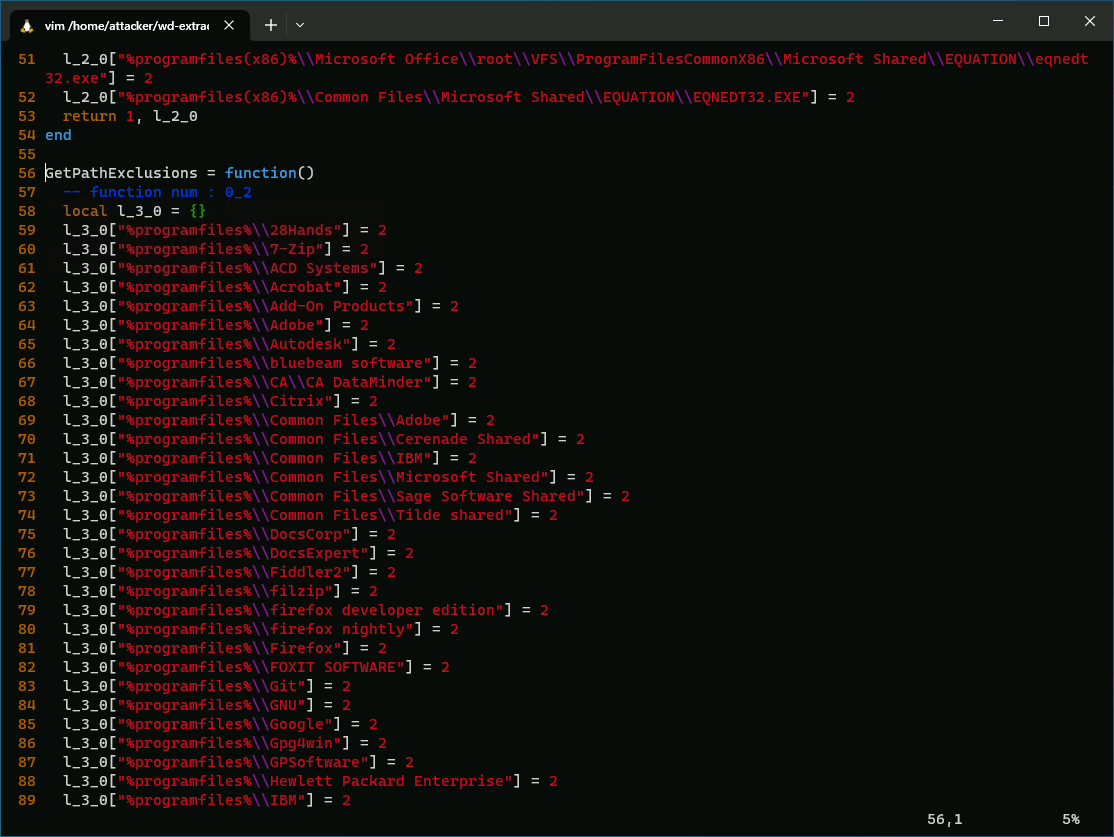 vim /home/attacker/wd-extrac
51   l_2_0["%programfiles(x86)%\\Microsoft Office\\root\\VFS\\ProgramFilesCommonX86\\Microsoft Shared\\EQUATION\\eqnedt
32.exe"] = 2
52   l_2_0["%programfiles(x86)%\\Common Files\\Microsoft Shared\\EQUATION\\EQNEDT32.EXE"] = 2
53   return 1, l_2_0
54 end
55
56 GetPathExclusions = function()
57   -- function num : 0_2
58   local l_3_0 = {}
59   l_3_0["%programfiles%\\28Hands"] = 2
60   l_3_0["%programfiles%\\7-Zip"] = 2
61   l_3_0["%programfiles%\\ACD Systems"] = 2
62   l_3_0["%programfiles%\\Acrobat"] = 2
63   l_3_0["%programfiles%\\Add-On Products"] = 2
64   l_3_0["%programfiles%\\Adobe"] = 2
65   l_3_0["%programfiles%\\Autodesk"] = 2
66   l_3_0["%programfiles%\\bluebeam software"] = 2
67   l_3_0["%programfiles%\\CA\\CA DataMinder"] = 2
68   l_3_0["%programfiles%\\Citrix"] = 2
69   l_3_0["%programfiles%\\Common Files\\Adobe"] = 2
70   l_3_0["%programfiles%\\Common Files\\Cerenade Shared"] = 2
71   l_3_0["%programfiles%\\Common Files\\IBM"] = 2
72   l_3_0["%programfiles%\\Common Files\\Microsoft Shared"] = 2
73   l_3_0["%programfiles%\\Common Files\\Sage Software Shared"] = 2
74   l_3_0["%programfiles%\\Common Files\\Tilde shared"] = 2
75   l_3_0["%programfiles%\\DocsCorp"] = 2
76   l_3_0["%programfiles%\\DocsExpert"] = 2
77   l_3_0["%programfiles%\\Fiddler2"] = 2
78   l_3_0["%programfiles%\\filzip"] = 2
79   l_3_0["%programfiles%\\firefox developer edition"] = 2
80   l_3_0["%programfiles%\\firefox nightly"] = 2
81   l_3_0["%programfiles%\\Firefox"] = 2
82   l_3_0["%programfiles%\\FOXIT SOFTWARE"] = 2
83   l_3_0["%programfiles%\\Git"] = 2
84   l_3_0["%programfiles%\\GNU"] = 2
85   l_3_0["%programfiles%\\Google"] = 2
86   l_3_0["%programfiles%\\Gpg4win"] = 2
87   l_3_0["%programfiles%\\GPSoftware"] = 2
88   l_3_0["%programfiles%\\Hewlett Packard Enterprise"] = 2
89   l_3_0["%programfiles%\\IBM"] = 2
56,1   5%